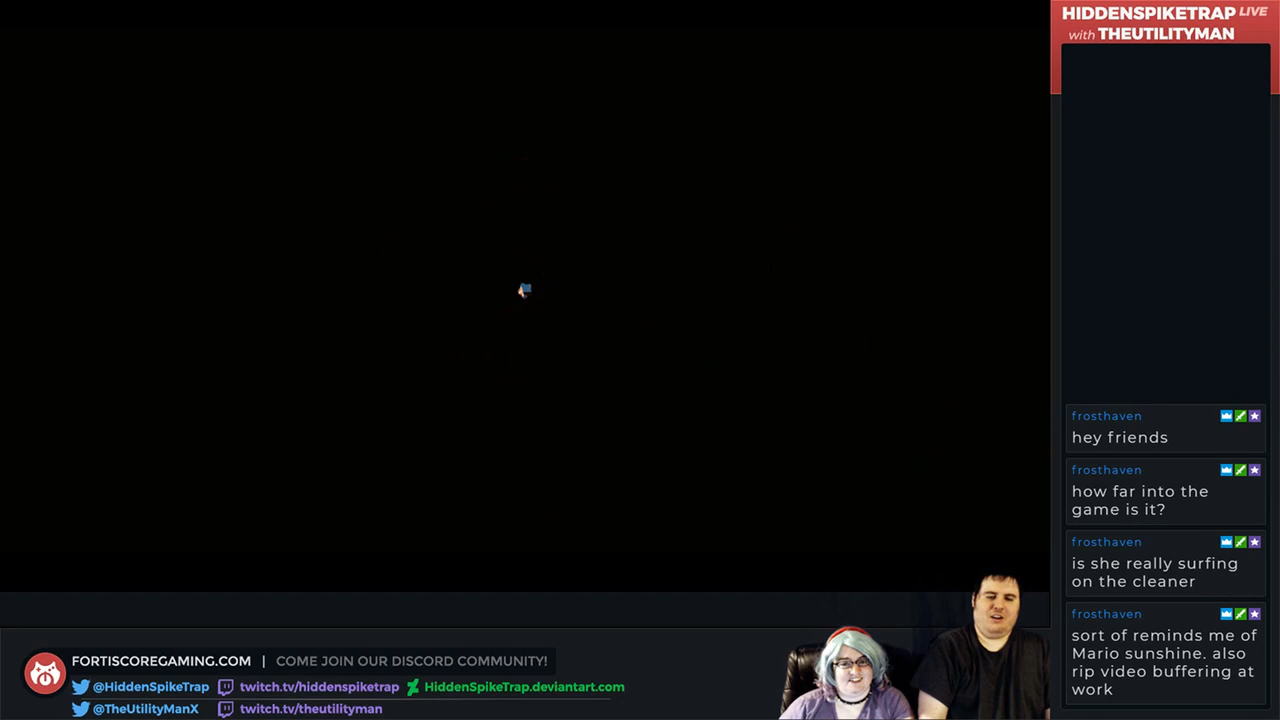 HIDDENSPIKETRAP LIVE
with THEUTILITYMAN
frosthaven
hey friends
frosthaven
how far into the
game is it?
frosthaven
is she really surfing
on the cleaner
frosthaven
sort of reminds me of
Mario sunshine. also
rip video buffering at
work
FORTISCOREGAMING.COM | COME JOIN OUR DISCORD COMMUNITY!
@HiddenSpikeTrap twitch.tv/hiddenspiketrap HiddenSpikeTrap.deviantart.com
@TheUtilityManX twitch.tv/theutilityman